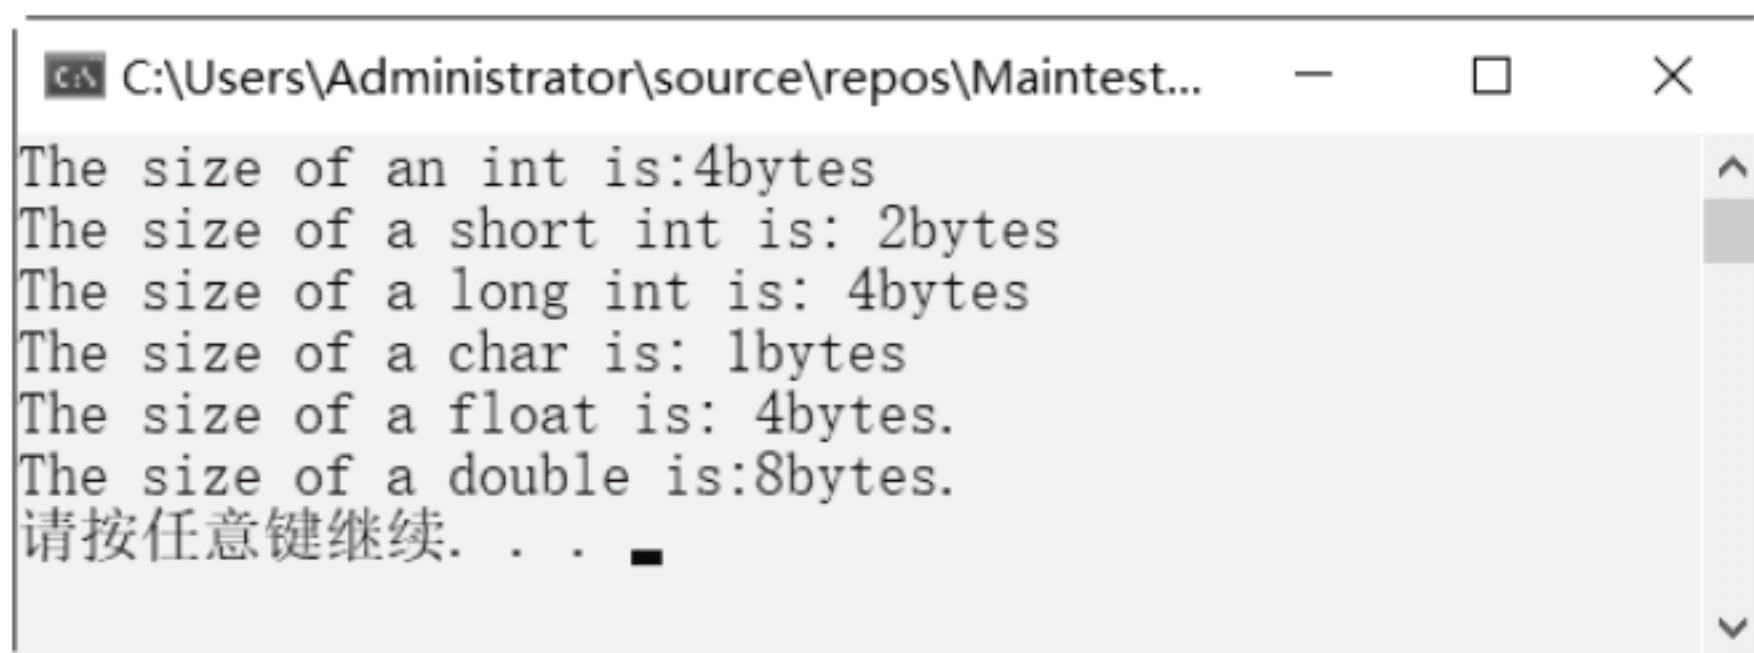 C:\Users\Administrator\source\repos\Maintest...
The size of an int is:4bytes
The size of a short int is: 2bytes
The size of a long int is: 4bytes
The size of a char is: 1bytes
The size of a float is: 4bytes.
The size of a double is:8bytes.
请按任意键继续. . .